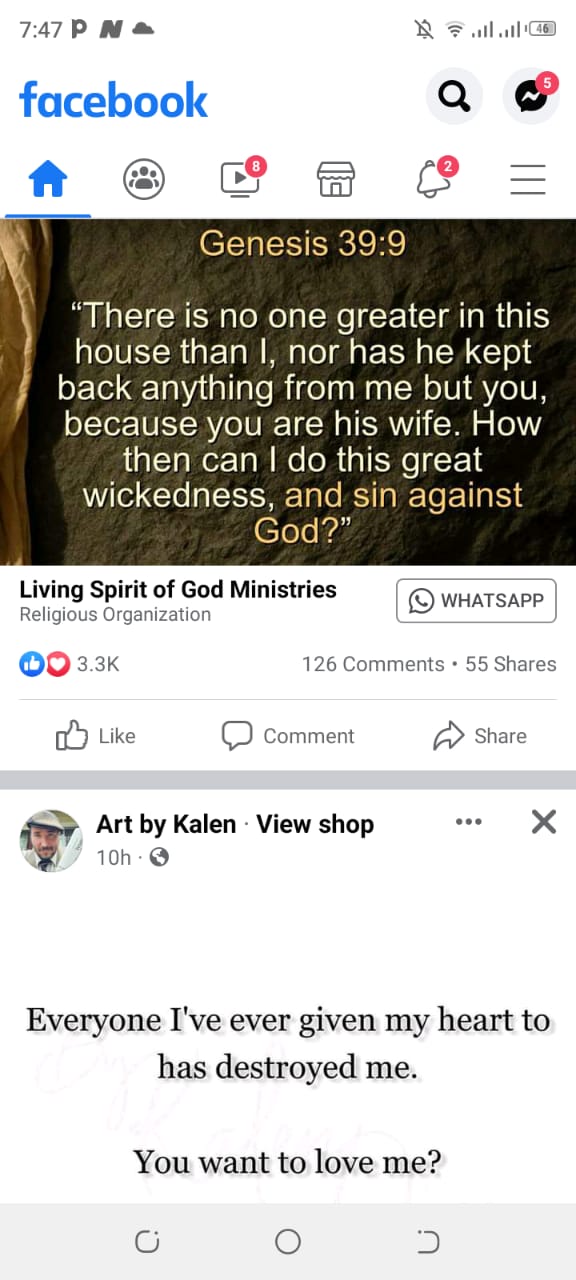 7:47
46
facebook
5
8
2
Genesis 39:9
“There is no one greater in this
house than I, nor has he kept
back anything from me but you,
because you are his wife. How
then can I do this great
wickedness, and sin against
God?”
Living Spirit of God Ministries
Religious Organization
WHATSAPP
3.3K
126 Comments • 55 Shares
Like
Comment
Share
Art by Kalen · View shop
10h ·
Everyone I've ever given my heart to
has destroyed me.
You want to love me?